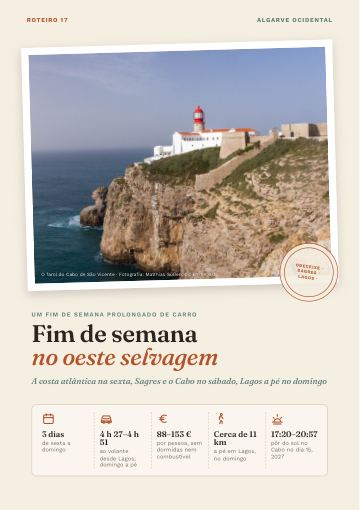 ROTEIRO 17
ALGARVE OCIDENTAL
O farol do Cabo de São Vicente · Fotografia: Matthias Süßen
ODECEIXE ·
SAGRES ·
LAGOS ·
UM FIM DE SEMANA PROLONGADO DE CARRO
Fim de semana
no oeste selvagem
A costa atlântica na sexta, Sagres e o Cabo no sábado, Lagos a pé no domingo
3 dias
de sexta a
domingo
4 h 27–4 h
51
ao volante
desde Lagos;
domingo a pé
88–153 €
por pessoa, sem
dormidas nem
combustível
Cerca de 11
km
a pé em Lagos,
no domingo
17:20–20:57
pôr do sol no
Cabo no dia 15,
2027